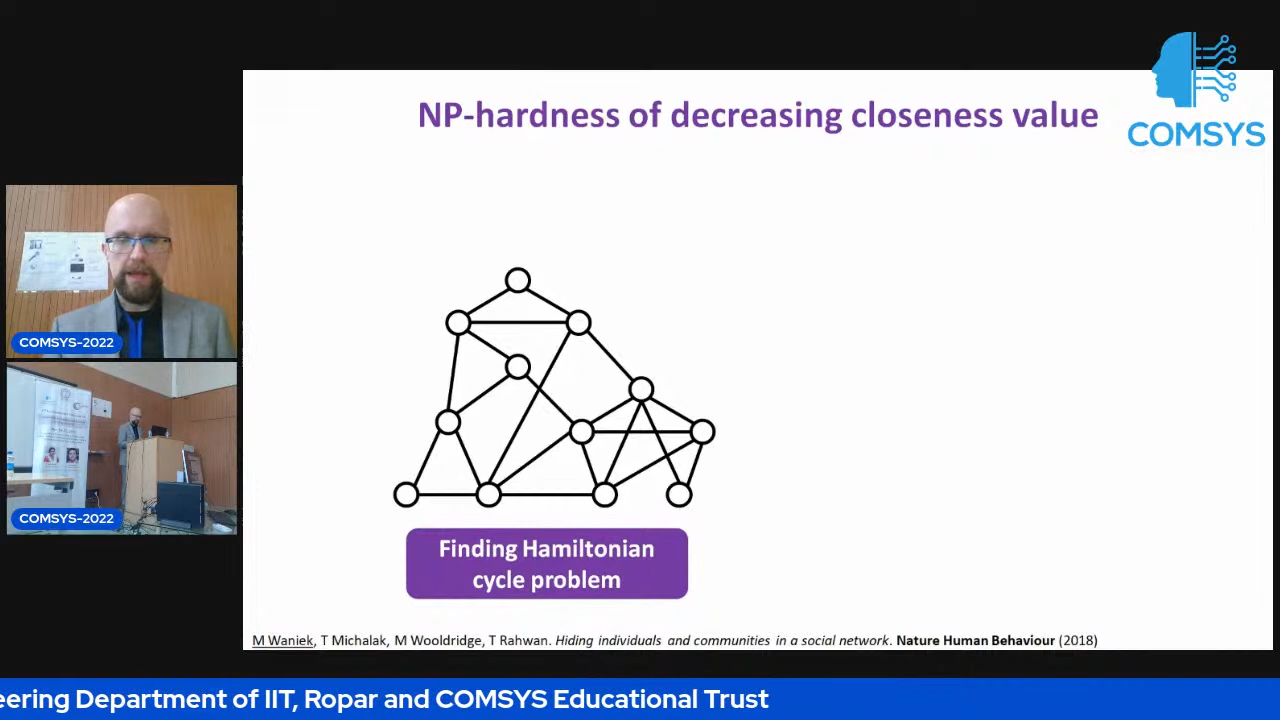 COMSYS
NP-hardness of decreasing closeness value
COMSYS-2022
COMSYS-2022
Finding Hamiltonian
cycle problem
M Waniek, T Michalak, M Wooldridge, T Rahwan. Hiding individuals and communities in a social network. Nature Human Behaviour (2018)
eering Department of IIT, Ropar and COMSYS Educational Trust